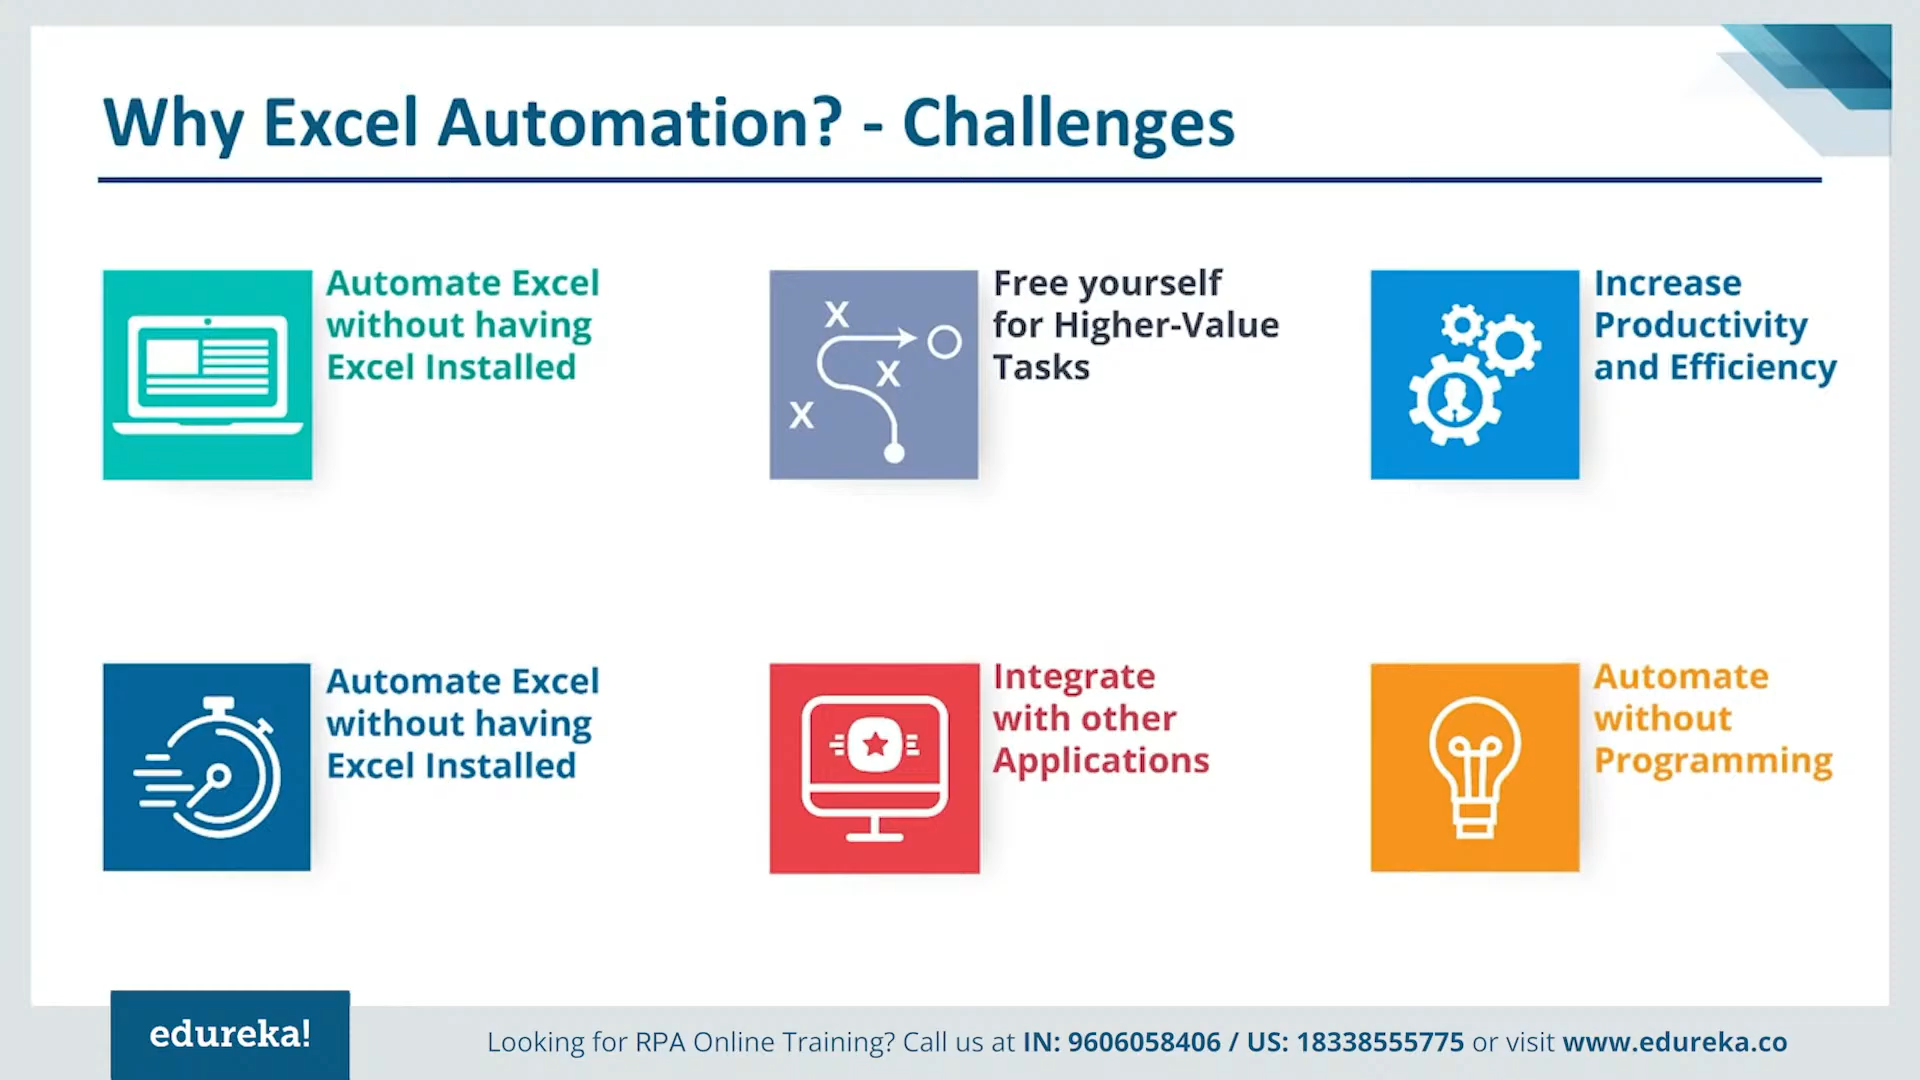 Why Excel Automation? - Challenges
Automate Excel
without having
Excel Installed
Free yourself
for Higher-Value
Tasks
Increase
Productivity
and Efficiency
X
X
X
Automate Excel
without having
Excel Installed
Integrate
with other
Applications
Automate
without
Programming
edureka!
Looking for RPA Online Training? Call us at IN: 9606058406 / US: 18338555775 or visit www.edureka.co